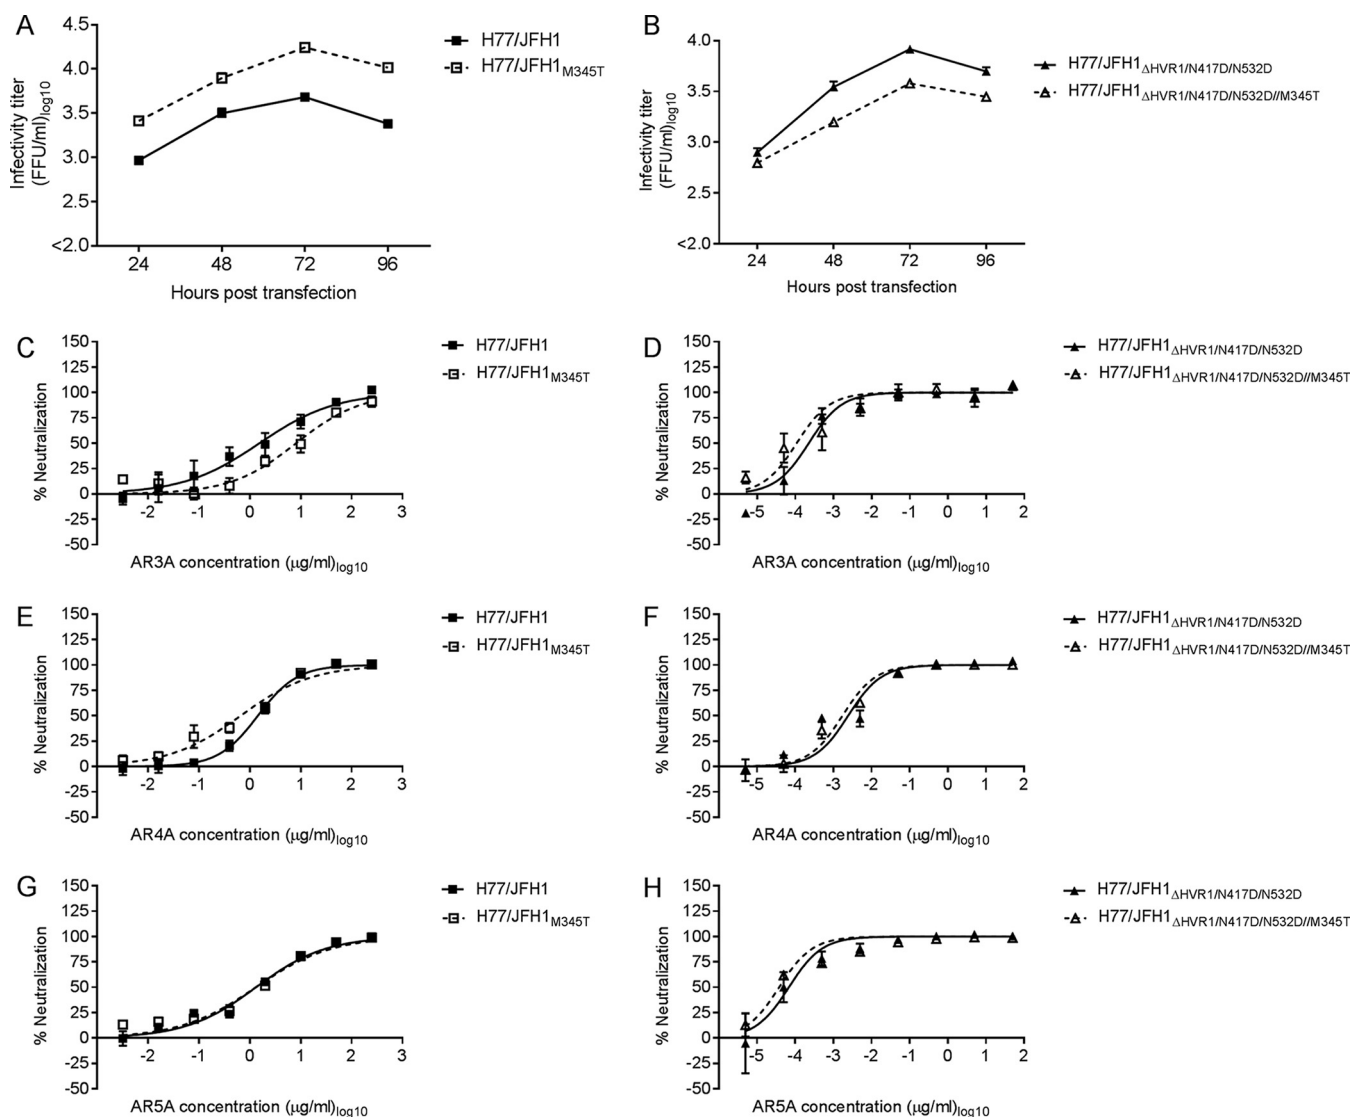 A
4.5
4.0
3.5
3.0
2.5
<2.0
Infectivity titer
(FFU/ml)log10
24 48 72 96
Hours post transfection
H77/JFH1
H77/JFH1M345T
B
4.0
3.5
3.0
2.5
<2.0
Infectivity titer
(FFU/ml)log10
24 48 72 96
Hours post transfection
H77/JFH1ΔHVR1/N417D/N532D
H77/JFH1ΔHVR1/N417D/N532D//M345T
C
150
125
100
75
50
25
0
-25
-50
% Neutralization
-2 -1 0 1 2 3
AR3A concentration (μg/ml)log10
H77/JFH1
H77/JFH1M345T
D
150
125
100
75
50
25
0
-25
-50
% Neutralization
-5 -4 -3 -2 -1 0 1 2
AR3A concentration (μg/ml)log10
H77/JFH1ΔHVR1/N417D/N532D
H77/JFH1ΔHVR1/N417D/N532D//M345T
E
150
125
100
75
50
25
0
-25
-50
% Neutralization
-2 -1 0 1 2 3
AR4A concentration (μg/ml)log10
H77/JFH1
H77/JFH1M345T
F
150
125
100
75
50
25
0
-25
-50
% Neutralization
-5 -4 -3 -2 -1 0 1 2
AR4A concentration (μg/ml)log10
H77/JFH1ΔHVR1/N417D/N532D
H77/JFH1ΔHVR1/N417D/N532D//M345T
G
150
125
100
75
50
25
0
-25
-50
% Neutralization
-2 -1 0 1 2 3
AR5A concentration (μg/ml)log10
H77/JFH1
H77/JFH1M345T
H
150
125
100
75
50
25
0
-25
-50
% Neutralization
-5 -4 -3 -2 -1 0 1 2
AR5A concentration (μg/ml)log10
H77/JFH1ΔHVR1/N417D/N532D
H77/JFH1ΔHVR1/N417D/N532D//M345T